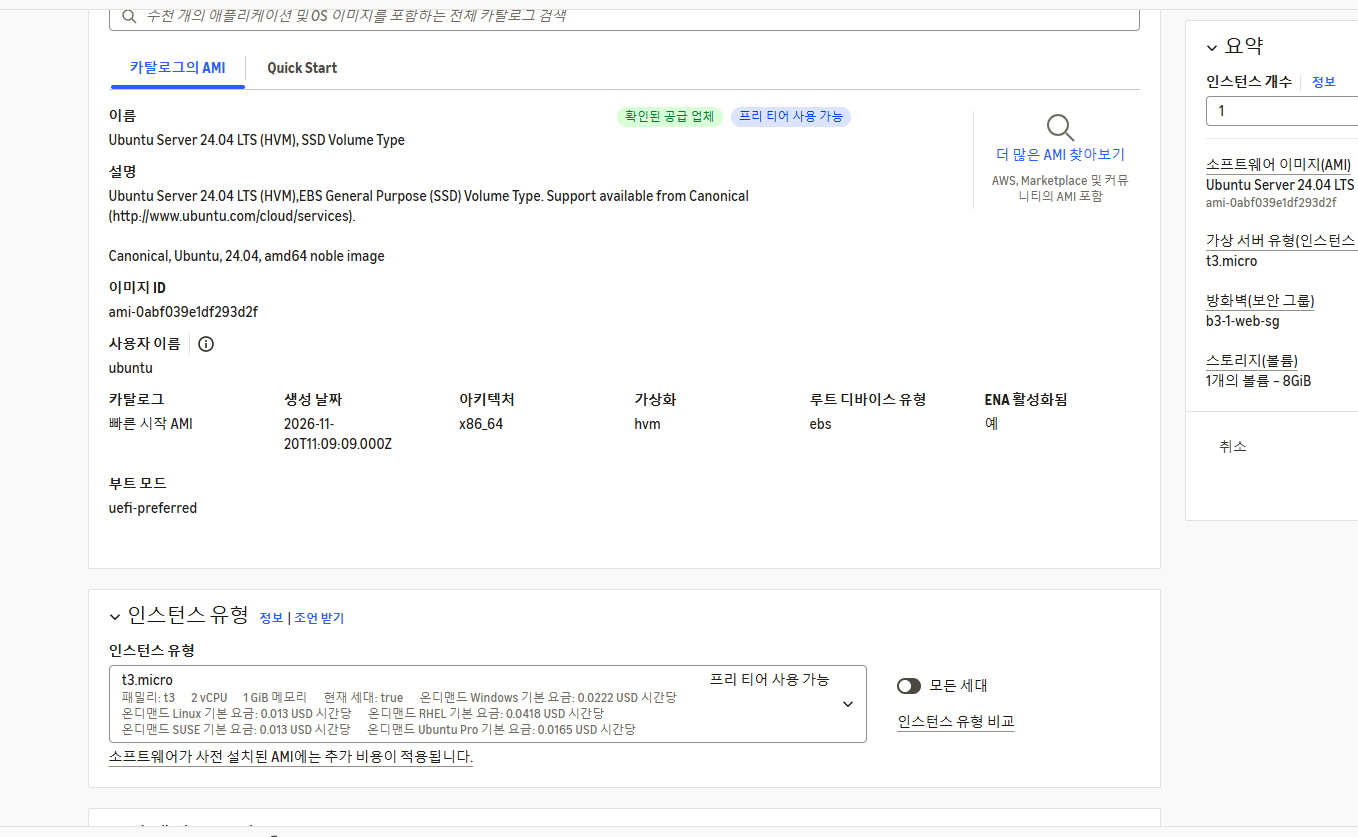 수천 개의 애플리케이션 및 OS 이미지를 포함하는 전체 카탈로그 검색
카탈로그의 AMI
Quick Start
이름
확인된 공급 업체
프리 티어 사용 가능
Ubuntu Server 24.04 LTS (HVM), SSD Volume Type
설명
Ubuntu Server 24.04 LTS (HVM),EBS General Purpose (SSD) Volume Type. Support available from Canonical
(http://www.ubuntu.com/cloud/services).
Canonical, Ubuntu, 24.04, amd64 noble image
이미지 ID
ami-0abf039e1df293d2f
사용자 이름
ubuntu
카탈로그
빠른 시작 AMI
생성 날짜
2026-11-
20T11:09:09.000Z
아키텍처
x86_64
가상화
hvm
루트 디바이스 유형
ebs
ENA 활성화됨
예
부트 모드
uefi-preferred
더 많은 AMI 찾아보기
AWS, Marketplace 및 커뮤
니티의 AMI 포함
인스턴스 유형 정보 | 조언 받기
인스턴스 유형
t3.micro
프리 티어 사용 가능
패밀리: t3 2 vCPU 1 GiB 메모리 현재 세대: true 온디맨드 Windows 기본 요금: 0.0222 USD 시간당
온디맨드 Linux 기본 요금: 0.013 USD 시간당 온디맨드 RHEL 기본 요금: 0.0418 USD 시간당
온디맨드 SUSE 기본 요금: 0.013 USD 시간당 온디맨드 Ubuntu Pro 기본 요금: 0.0165 USD 시간당
모든 세대
인스턴스 유형 비교
소프트웨어가 사전 설치된 AMI에는 추가 비용이 적용됩니다.
요약
인스턴스 개수 정보
1
소프트웨어 이미지(AMI)
Ubuntu Server 24.04 LTS
ami-0abf039e1df293d2f
가상 서버 유형(인스턴스
t3.micro
방화벽(보안 그룹)
b3-1-web-sg
스토리지(볼륨)
1개의 볼륨 – 8GiB
취소